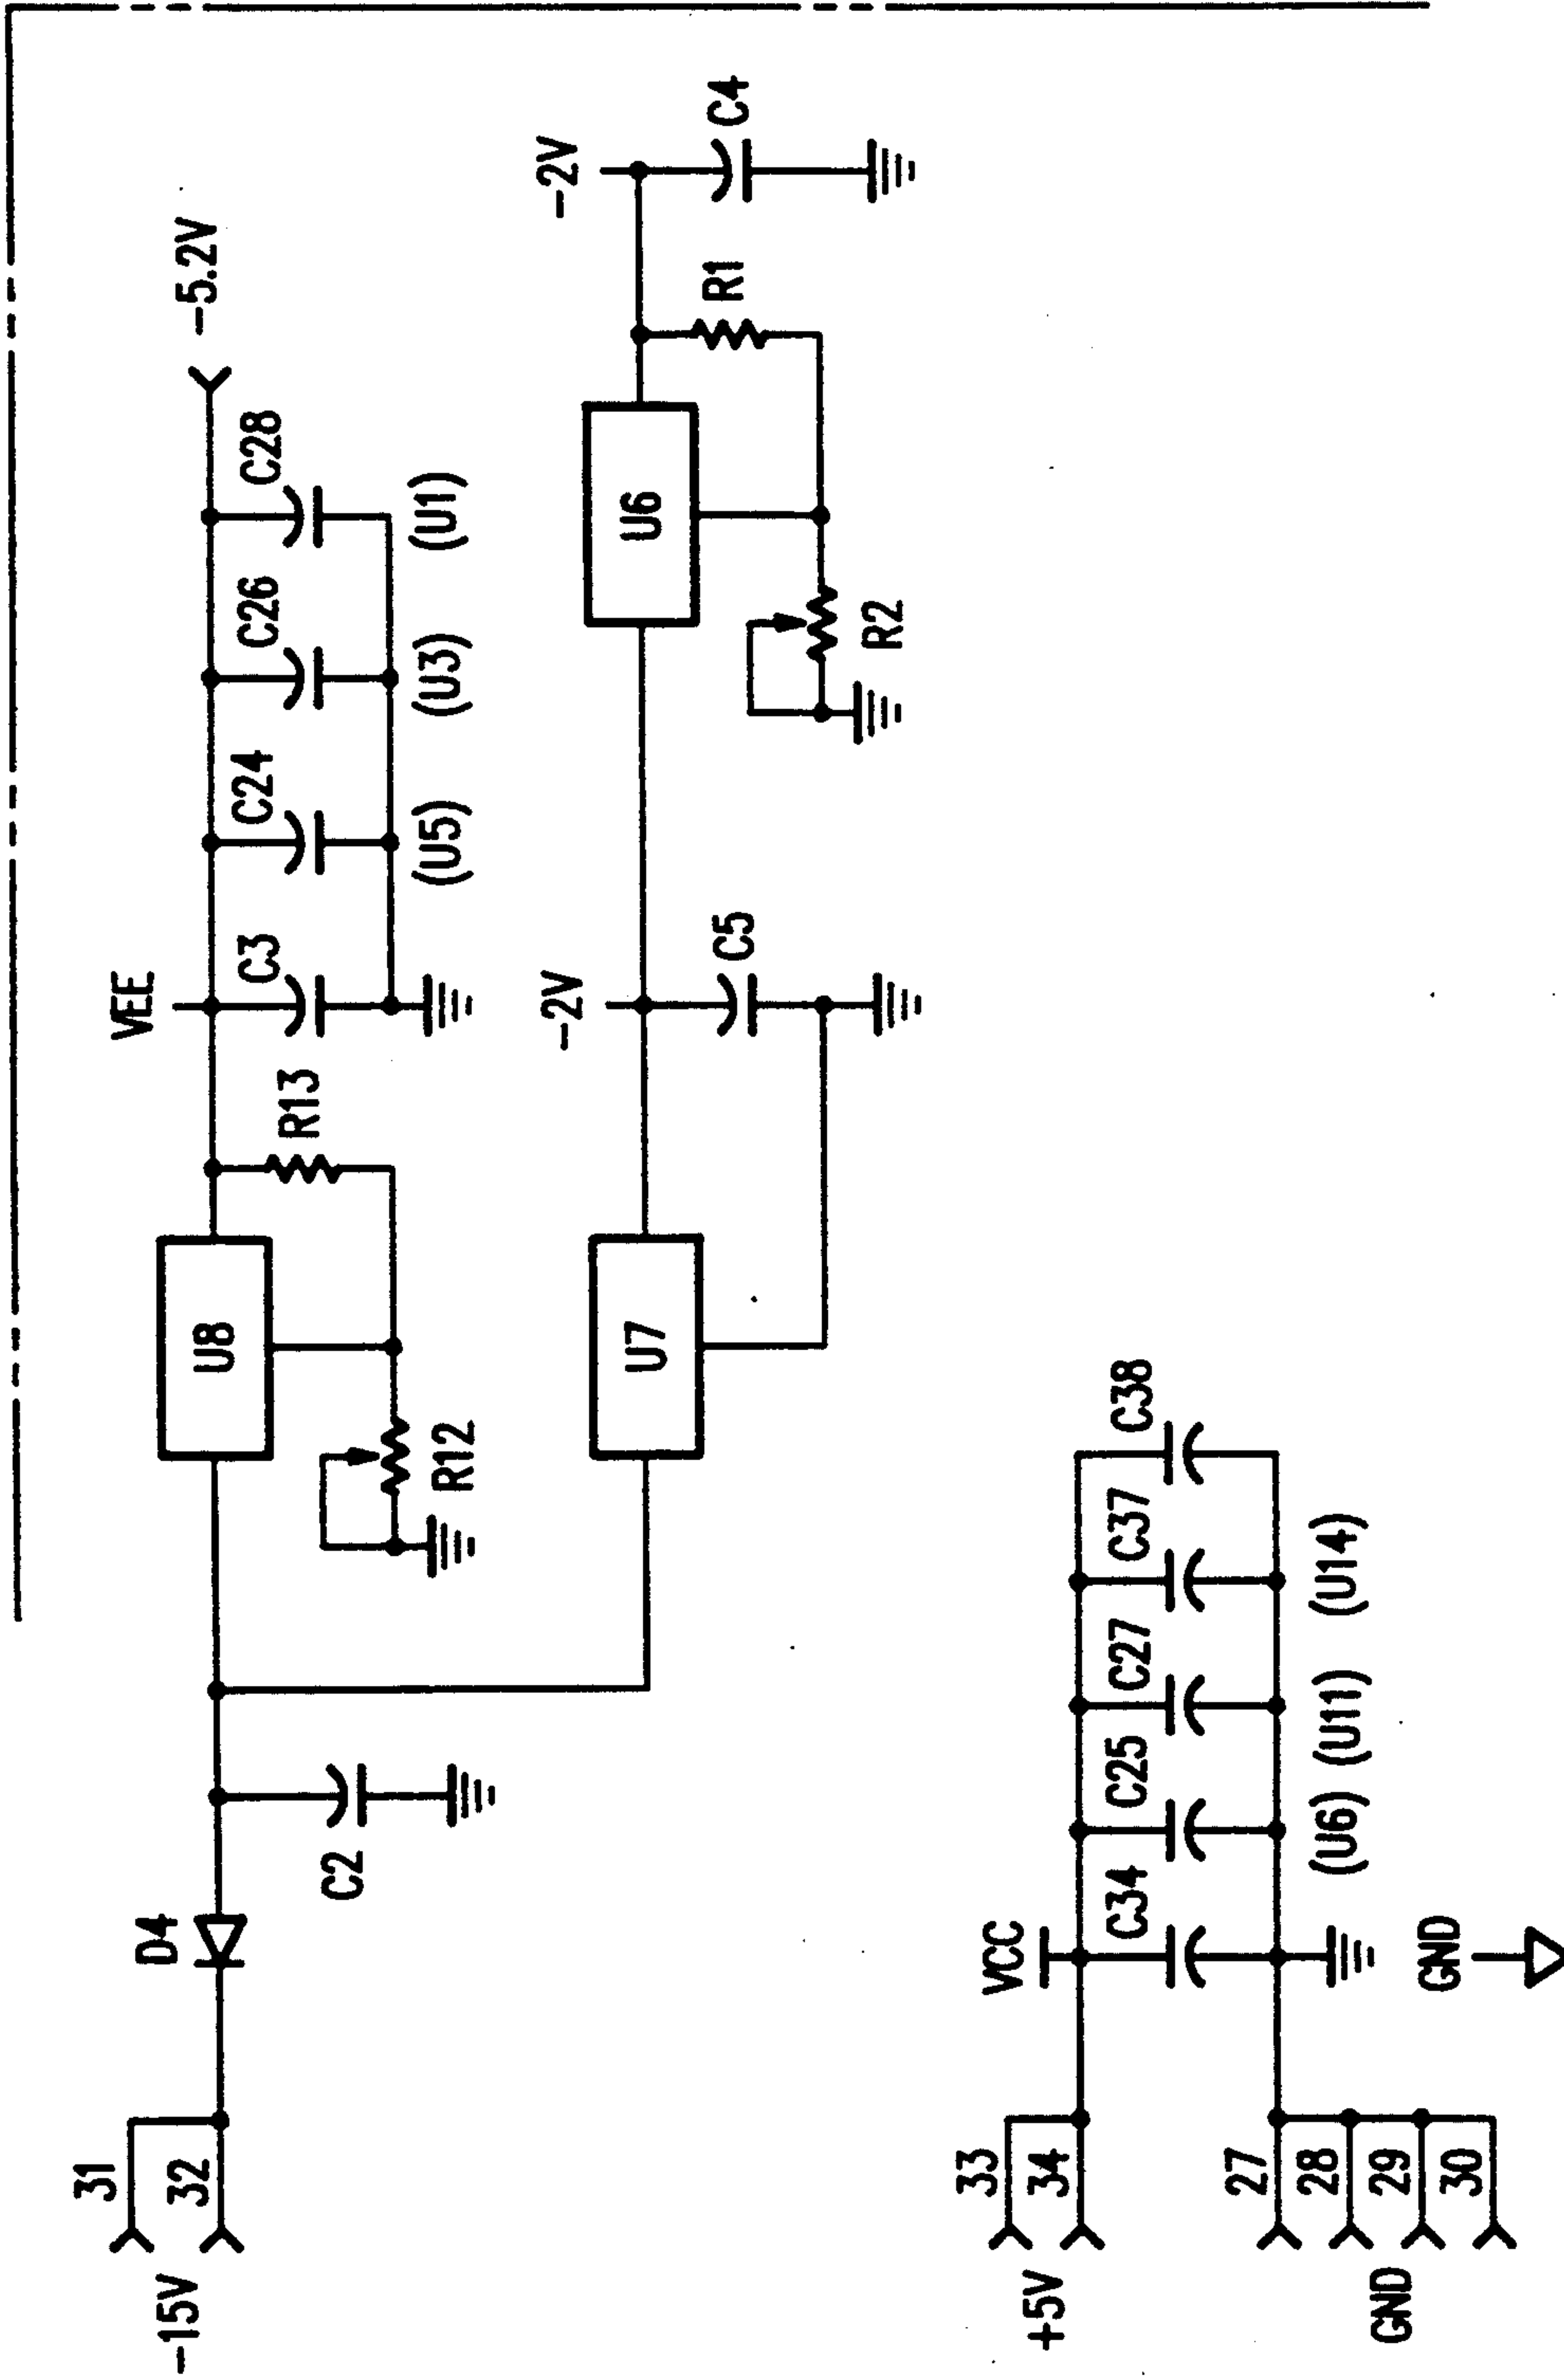 -15V
31
32
D4
C2
U8
R12
R13
VEE
C3
C24
C26
C28
-5.2V
(U5)
(U3)
(U1)
U7
-2V
C5
U6
R2
R1
-2V
C4
+5V
33
34
VCC
C34
C25
C27
C37
C38
27
28
29
30
GND
(U6)
(U11)
(U14)
GND